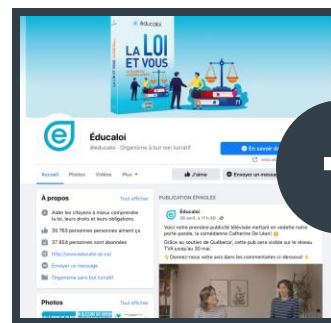 éducaloi
LA LOI
ET VOUS
LA LOI ET VOUS
Éducaloi
@educaloi · Organisme à but non lucratif
En savoir
J'aime
Envoyer un message
Accueil
Photos
Vidéos
Plus
À propos
Tout afficher
Aider les citoyens à mieux comprendre
la loi, leurs droits et leurs obligations.
35 763 personnes personnes aiment ça
37 854 personnes sont abonnées
http://www.educaloi.qc.ca/
Envoyer un message
Organisme sans but lucratif
Photos
Tout afficher
PUBLICATION ÉPINGLÉE
Éducaloi
Voici notre première publicité télévisée mettant en vedette notre
porte-parole, la comédienne Catherine De Léan!
Grâce au soutien de Québecor, cette pub sera visible sur le réseau
TVA jusqu'au 30 mai.
Donnez-nous votre avis dans les commentaires ci-dessous!